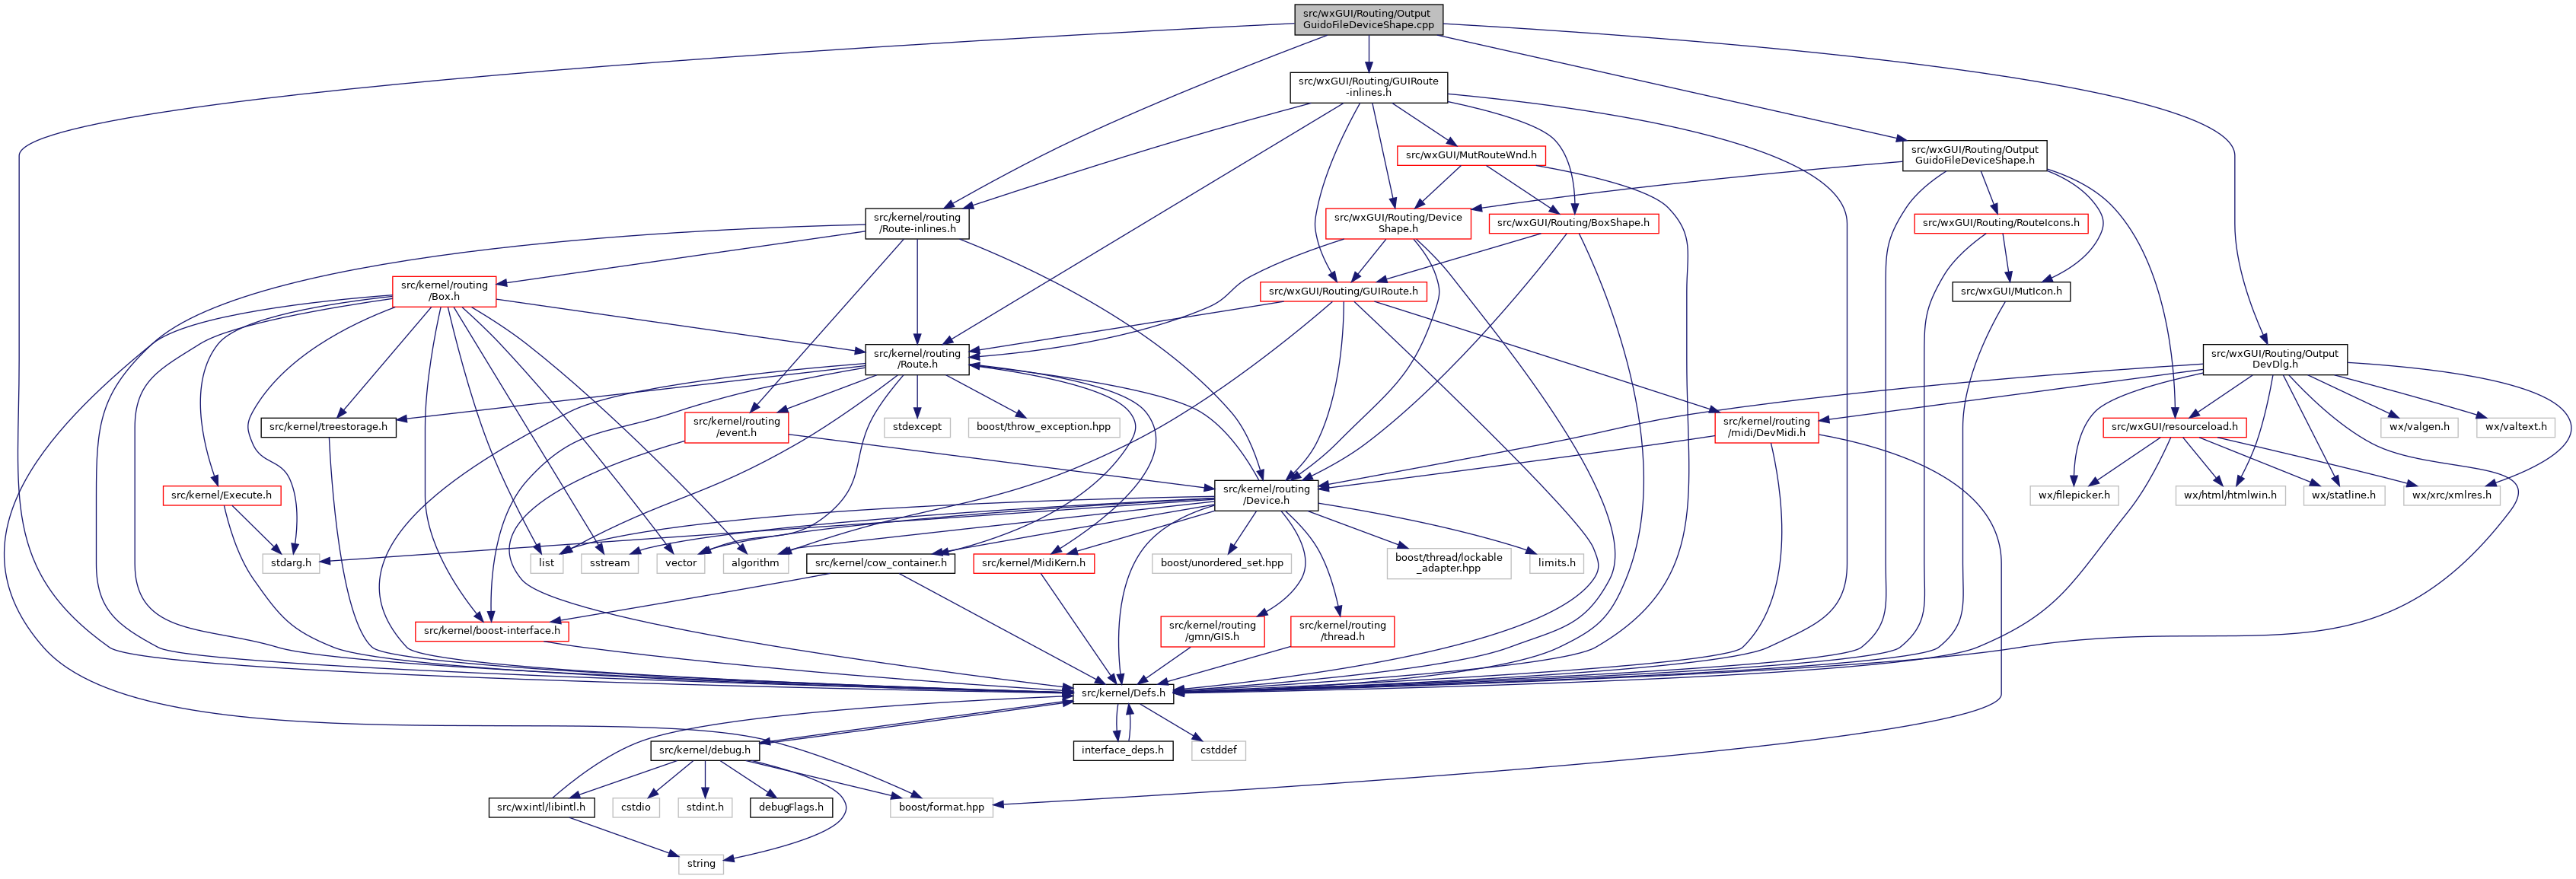 src/wxGUI/Routing/Output
GuidoFileDeviceShape.cpp
src/wxGUI/Routing/GUIRoute
-inlines.h
src/wxGUI/MutRouteWnd.h
src/wxGUI/Routing/Output
GuidoFileDeviceShape.h
src/kernel/routing
/Route-inlines.h
src/wxGUI/Routing/Device
Shape.h
src/wxGUI/Routing/BoxShape.h
src/wxGUI/Routing/RouteIcons.h
src/kernel/routing
/Box.h
src/wxGUI/Routing/GUIRoute.h
src/wxGUI/MutIcon.h
src/kernel/routing
/Route.h
src/wxGUI/Routing/Output
DevDlg.h
src/kernel/treestorage.h
src/kernel/routing
/event.h
stdexcept
boost/throw_exception.hpp
src/kernel/routing
/midi/DevMidi.h
src/wxGUI/resourceload.h
wx/valgen.h
wx/valtext.h
src/kernel/Execute.h
src/kernel/routing
/Device.h
wx/filepicker.h
wx/html/htmlwin.h
wx/statline.h
wx/xrc/xmlres.h
stdarg.h
list
sstream
vector
algorithm
src/kernel/cow_container.h
src/kernel/MidiKern.h
boost/unordered_set.hpp
boost/thread/lockable
_adapter.hpp
limits.h
src/kernel/boost-interface.h
src/kernel/routing
/gmn/GIS.h
src/kernel/routing
/thread.h
src/kernel/Defs.h
src/kernel/debug.h
interface_deps.h
cstddef
src/wxintl/libintl.h
cstdio
stdint.h
debugFlags.h
boost/format.hpp
string